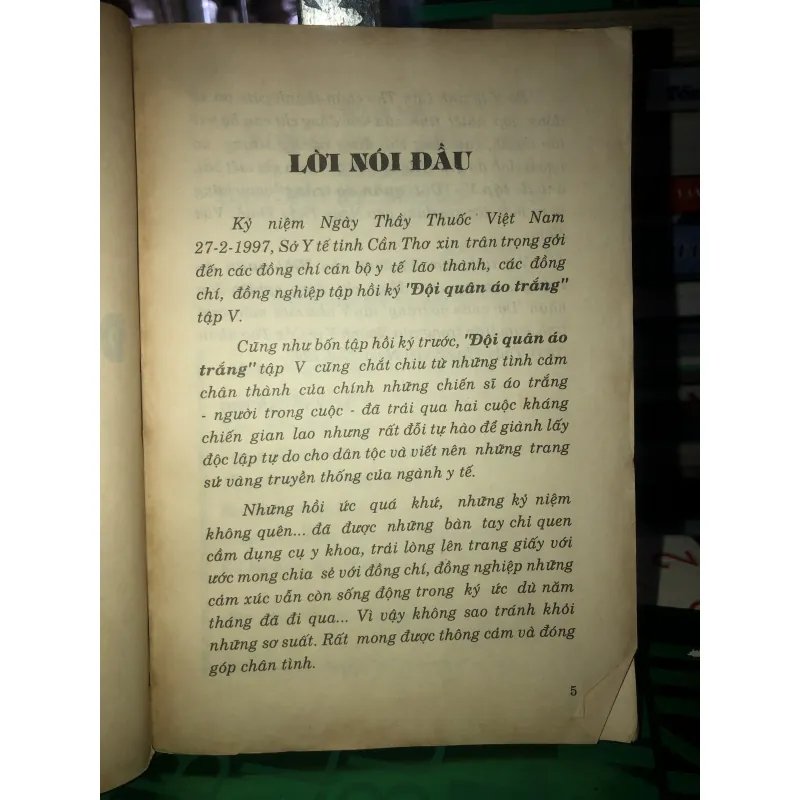 LỜI NÓI ĐẦU
Kỷ niệm Ngày Thầy Thuốc Việt Nam
27-2-1997, Sở Y tế tỉnh Cần Thơ xin trân trọng gởi
đến các đồng chí cán bộ y tế lão thành, các đồng
chí, đồng nghiệp tập hồi ký "Đội quân áo trắng"
tập V.
Cũng như bốn tập hồi ký trước, "Đội quân áo
trắng" tập V cũng chắt chiu từ những tình cảm
chân thành của chính những chiến sĩ áo trắng
- người trong cuộc - đã trải qua hai cuộc kháng
chiến gian lao nhưng rất đỗi tự hào để giành lấy
độc lập tự do cho dân tộc và viết nên những trang
sử vàng truyền thống của ngành y tế.
Những hồi ức quá khứ, những kỷ niệm
không quên... đã được những bàn tay chỉ quen
cầm dụng cụ y khoa, trải lòng lên trang giấy với
ước mong chia sẻ với đồng chí, đồng nghiệp những
cảm xúc vẫn còn sống động trong ký ức dù năm
tháng đã đi qua... Vì vậy không sao tránh khỏi
những sơ suất. Rất mong được thông cảm và đóng
góp chân tình.
5